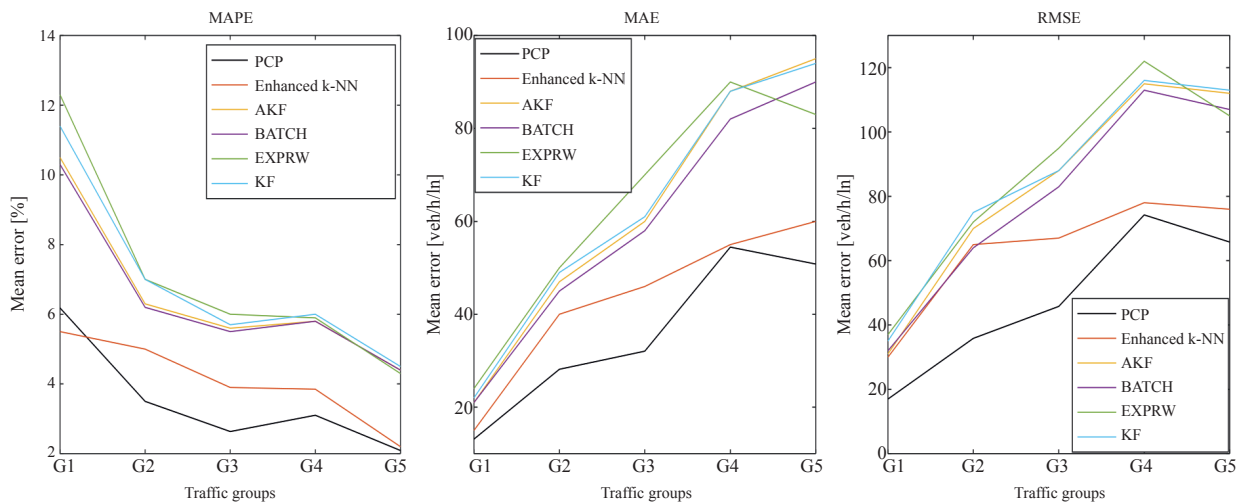 MAPE
14
12
10
8
6
4
2
Mean error [%]
PCP
Enhanced k-NN
AKF
BATCH
EXPRW
KF
G1 G2 G3 G4 G5
Traffic groups
MAE
100
80
60
40
20
Mean error [veh/h/ln]
PCP
Enhanced k-NN
AKF
BATCH
EXPRW
KF
G1 G2 G3 G4 G5
Traffic groups
RMSE
120
100
80
60
40
20
0
Mean error [veh/h/ln]
PCP
Enhanced k-NN
AKF
BATCH
EXPRW
KF
G1 G2 G3 G4 G5
Traffic groups